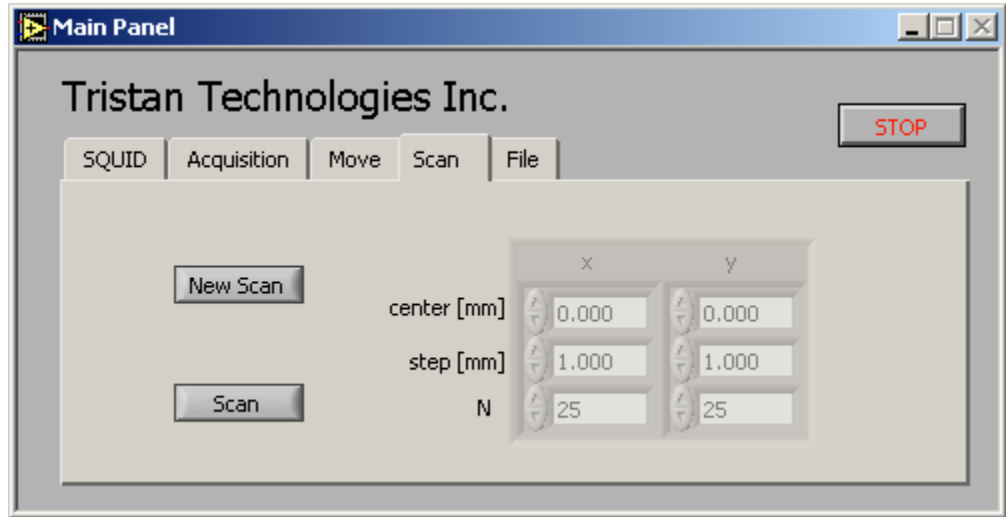 Main Panel
Tristan Technologies Inc.
STOP
SQUID Acquisition Move Scan File
x y
New Scan
center [mm] 0.000 0.000
step [mm] 1.000 1.000
Scan
N 25 25